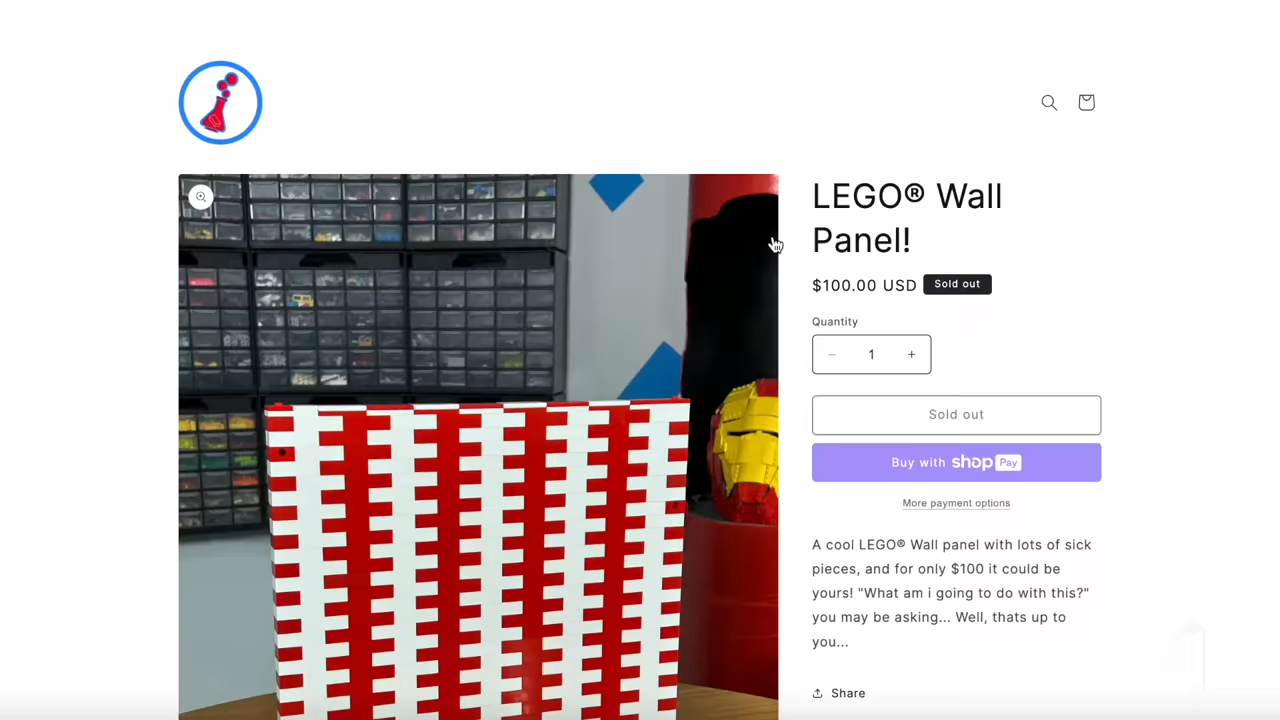 LEGO® Wall
Panel!
$100.00 USD Sold out
Quantity
− 1 +
Sold out
Buy with shop Pay
More payment options
A cool LEGO® Wall panel with lots of sick
pieces, and for only $100 it could be
yours! "What am i going to do with this?"
you may be asking... Well, thats up to
you...
Share